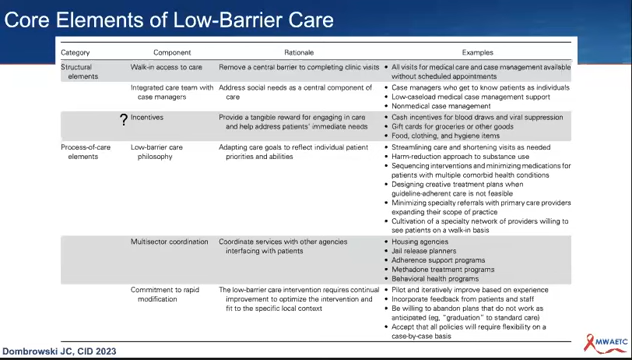 Core Elements of Low-Barrier Care
Category Component Rationale Examples
Structural elements Walk-in access to care Remove a central barrier to completing clinic visits • All visits for medical care and case management available
without scheduled appointments
Integrated care team with case managers Address social needs as a central component of care • Case managers who get to know patients as individuals
• Low-caseload medical case management support
• Nonmedical case management
? Incentives Provide a tangible reward for engaging in care and help address patients' immediate needs • Cash incentives for blood draws and viral suppression
• Gift cards for groceries or other goods
• Food, clothing, and hygiene items
Process-of-care elements Low-barrier care philosophy Adapting care goals to reflect individual patient priorities and abilities • Streamlining care and shortening visits as needed
• Harm-reduction approach to substance use
• Sequencing interventions and minimizing medications for
patients with multiple comorbid health conditions
• Designing creative treatment plans when
guideline-adherent care is not feasible
• Minimizing specialty referrals with primary care providers
expanding their scope of practice
• Cultivation of a specialty network of providers willing to
see patients on a walk-in basis
Multisector coordination Coordinate services with other agencies interfacing with patients • Housing agencies
• Jail release planners
• Adherence support programs
• Methadone treatment programs
• Behavioral health programs
Commitment to rapid modification The low-barrier care intervention requires continual improvement to optimize the intervention and fit to the specific local context • Pilot and iteratively improve based on experience
• Incorporate feedback from patients and staff
• Be willing to abandon plans that do not work as
anticipated (eg, "graduation" to standard care)
• Accept that all policies will require flexibility on a
case-by-case basis
Dombrowski JC, CID 2023
MWAETC